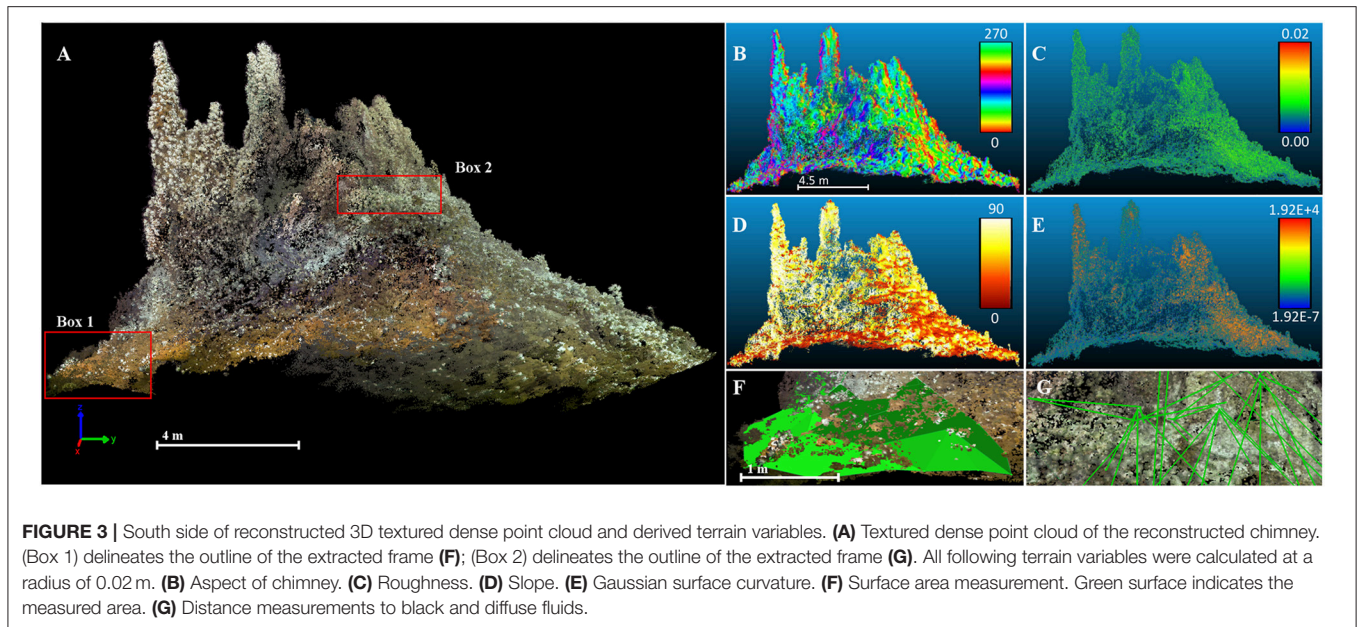 A
Box 2
Box 1
z
y
x
4 m
B
270
0
4.5 m
C
0.02
0.00
D
90
0
E
1.92E+4
1.92E-7
F
1 m
G
FIGURE 3 | South side of reconstructed 3D textured dense point cloud and derived terrain variables. (A) Textured dense point cloud of the reconstructed chimney.
(Box 1) delineates the outline of the extracted frame (F); (Box 2) delineates the outline of the extracted frame (G). All following terrain variables were calculated at a
radius of 0.02 m. (B) Aspect of chimney. (C) Roughness. (D) Slope. (E) Gaussian surface curvature. (F) Surface area measurement. Green surface indicates the
measured area. (G) Distance measurements to black and diffuse fluids.